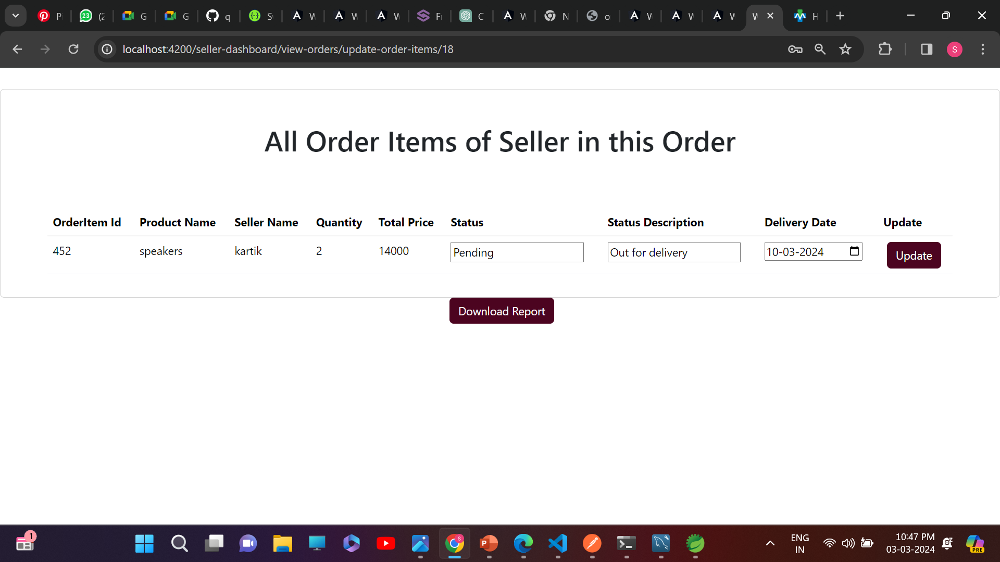 localhost:4200/seller-dashboard/view-orders/update-order-items/18
S
All Order Items of Seller in this Order
OrderItem Id Product Name Seller Name Quantity Total Price Status Status Description Delivery Date Update
452 speakers kartik 2 14000 Pending Out for delivery 10-03-2024 Update
Download Report
1
ENG
IN
10:47 PM
03-03-2024
PRE